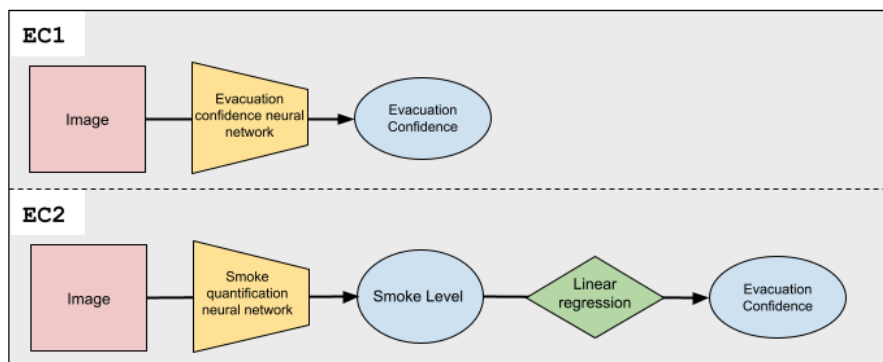 EC1
Image
Evacuation
confidence neural
network
Evacuation
Confidence
EC2
Image
Smoke
quantification
neural network
Smoke Level
Linear
regression
Evacuation
Confidence